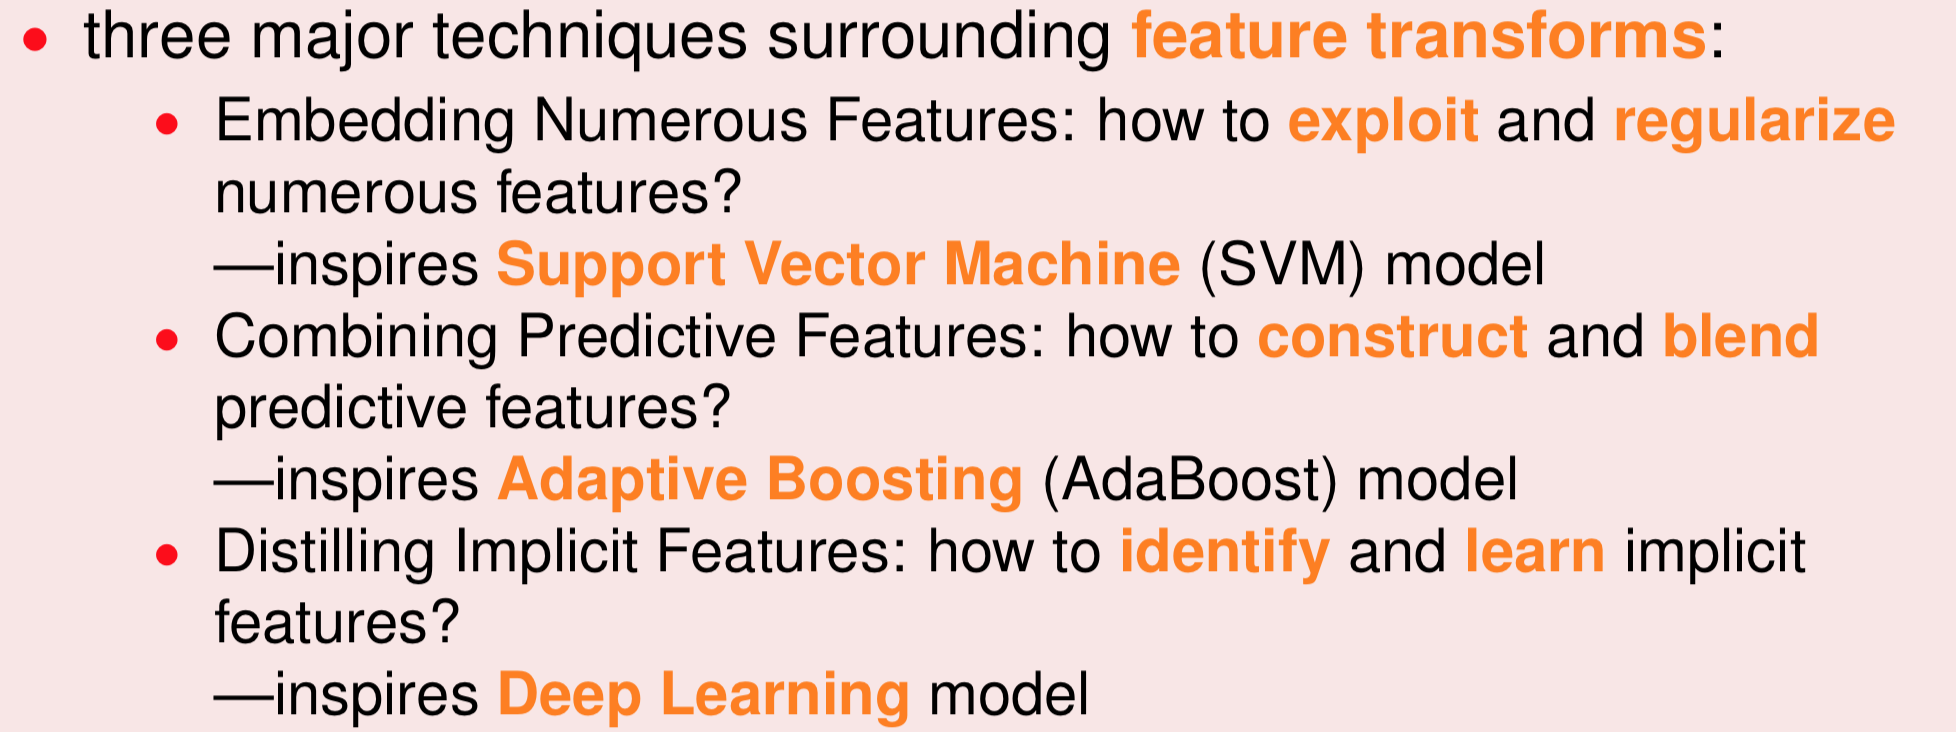 • three major techniques surrounding feature transforms:
• Embedding Numerous Features: how to exploit and regularize
numerous features?
—inspires Support Vector Machine (SVM) model
• Combining Predictive Features: how to construct and blend
predictive features?
—inspires Adaptive Boosting (AdaBoost) model
• Distilling Implicit Features: how to identify and learn implicit
features?
—inspires Deep Learning model